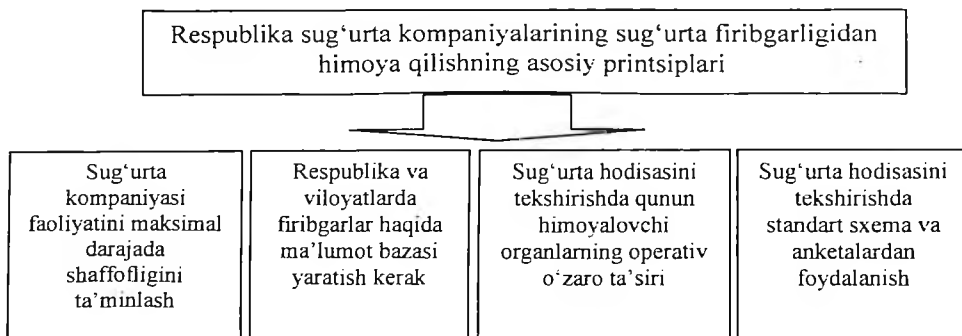 Respublika sug‘urta kompaniyalarining sug‘urta firibgarligidan
himoya qilishning asosiy printsiplari
Sug‘urta
kompaniyasi
faoliyatini maksimal
darajada
shaffofligini
ta’minlash
Respublika va
viloyatlarda
firibgarlar haqida
ma’lumot bazasi
yaratish kerak
Sug‘urta hodisasini
tekshirishda qunun
himoyalovchi
organlarning operativ
o‘zaro ta’siri
Sug‘urta hodisasini
tekshirishda
standart sxema va
anketalardan
foydalanish